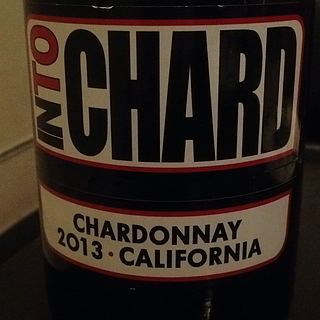 INTO
CHARD
CHARDONNAY
2013 · CALIFORNIA